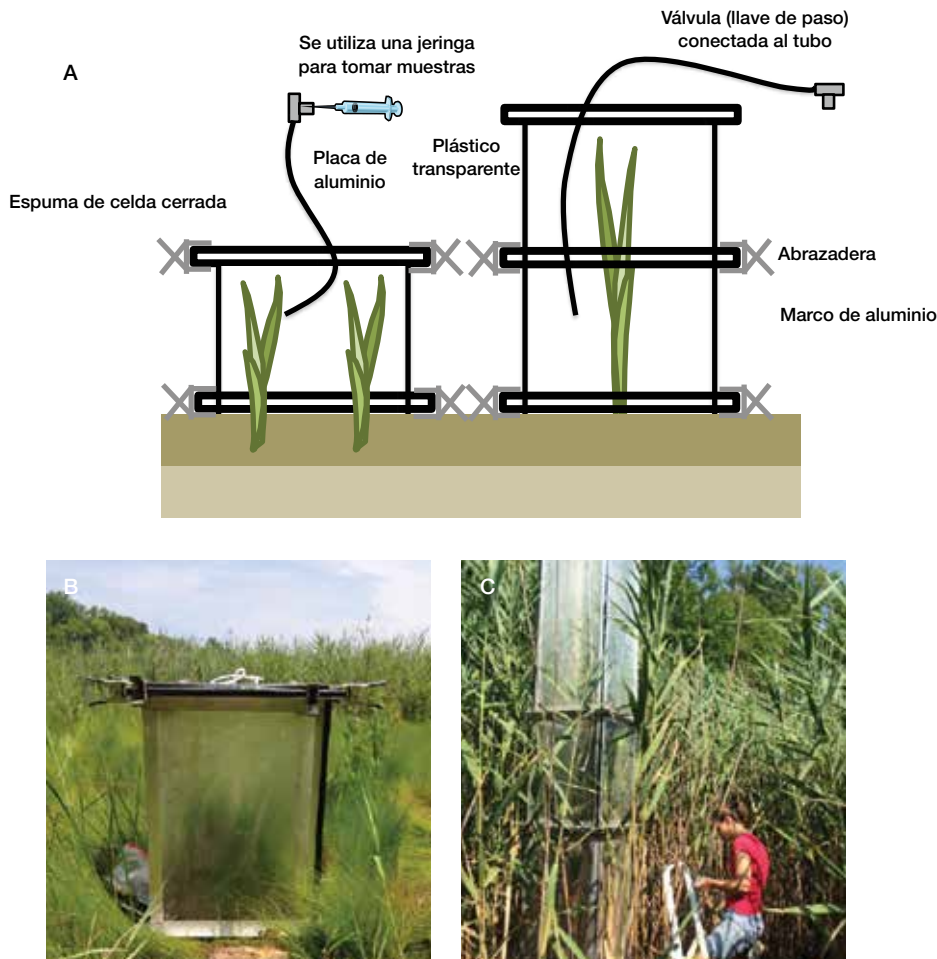 A
Se utiliza una jeringa
para tomar muestras
Válvula (llave de paso)
conectada al tubo
Placa de
aluminio
Plástico
transparente
Espuma de celda cerrada
Abrazadera
Marco de aluminio
B
C